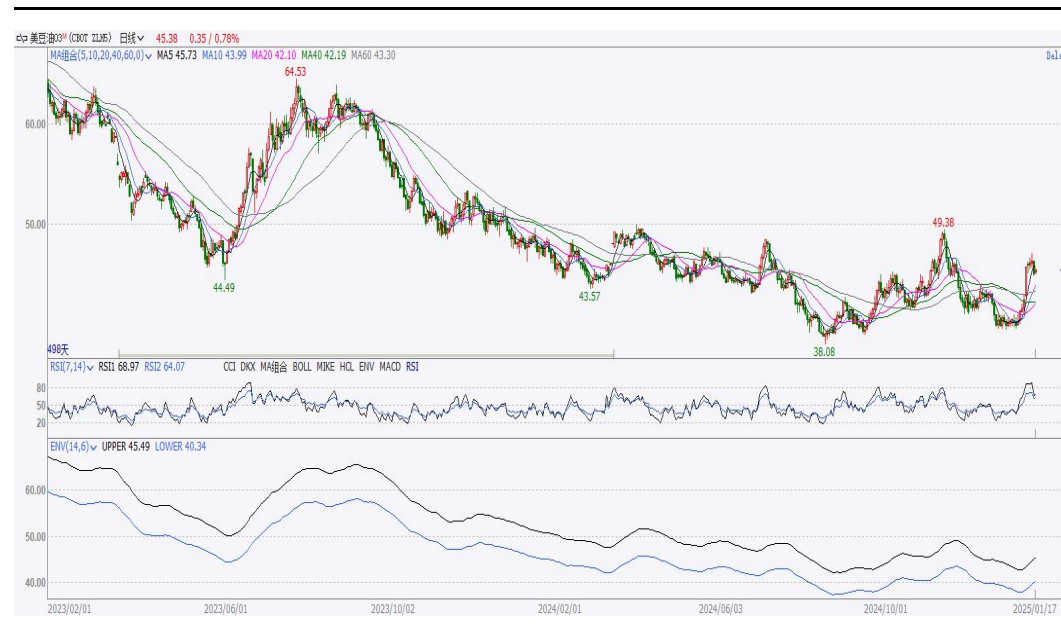 美豆油03M (CBOT ZLH5) 日线 45.38 0.35 / 0.78%
MA组合(5,10,20,40,60,0) MA5 45.73 MA10 43.99 MA20 42.10 MA40 42.19 MA60 43.30
64.53
60.00
50.00
49.38
44.49
43.57
38.08
498天
RSI(7,14) RSI1 68.97 RSI2 64.07 CCI DKX MA组合 BOLL MIKE HCL ENV MACD RSI
80
50
20
ENV(14,6) UPPER 45.49 LOWER 40.34
60.00
50.00
40.00
2023/02/01 2023/06/01 2023/10/02 2024/02/01 2024/06/03 2024/10/01 2025/01/17